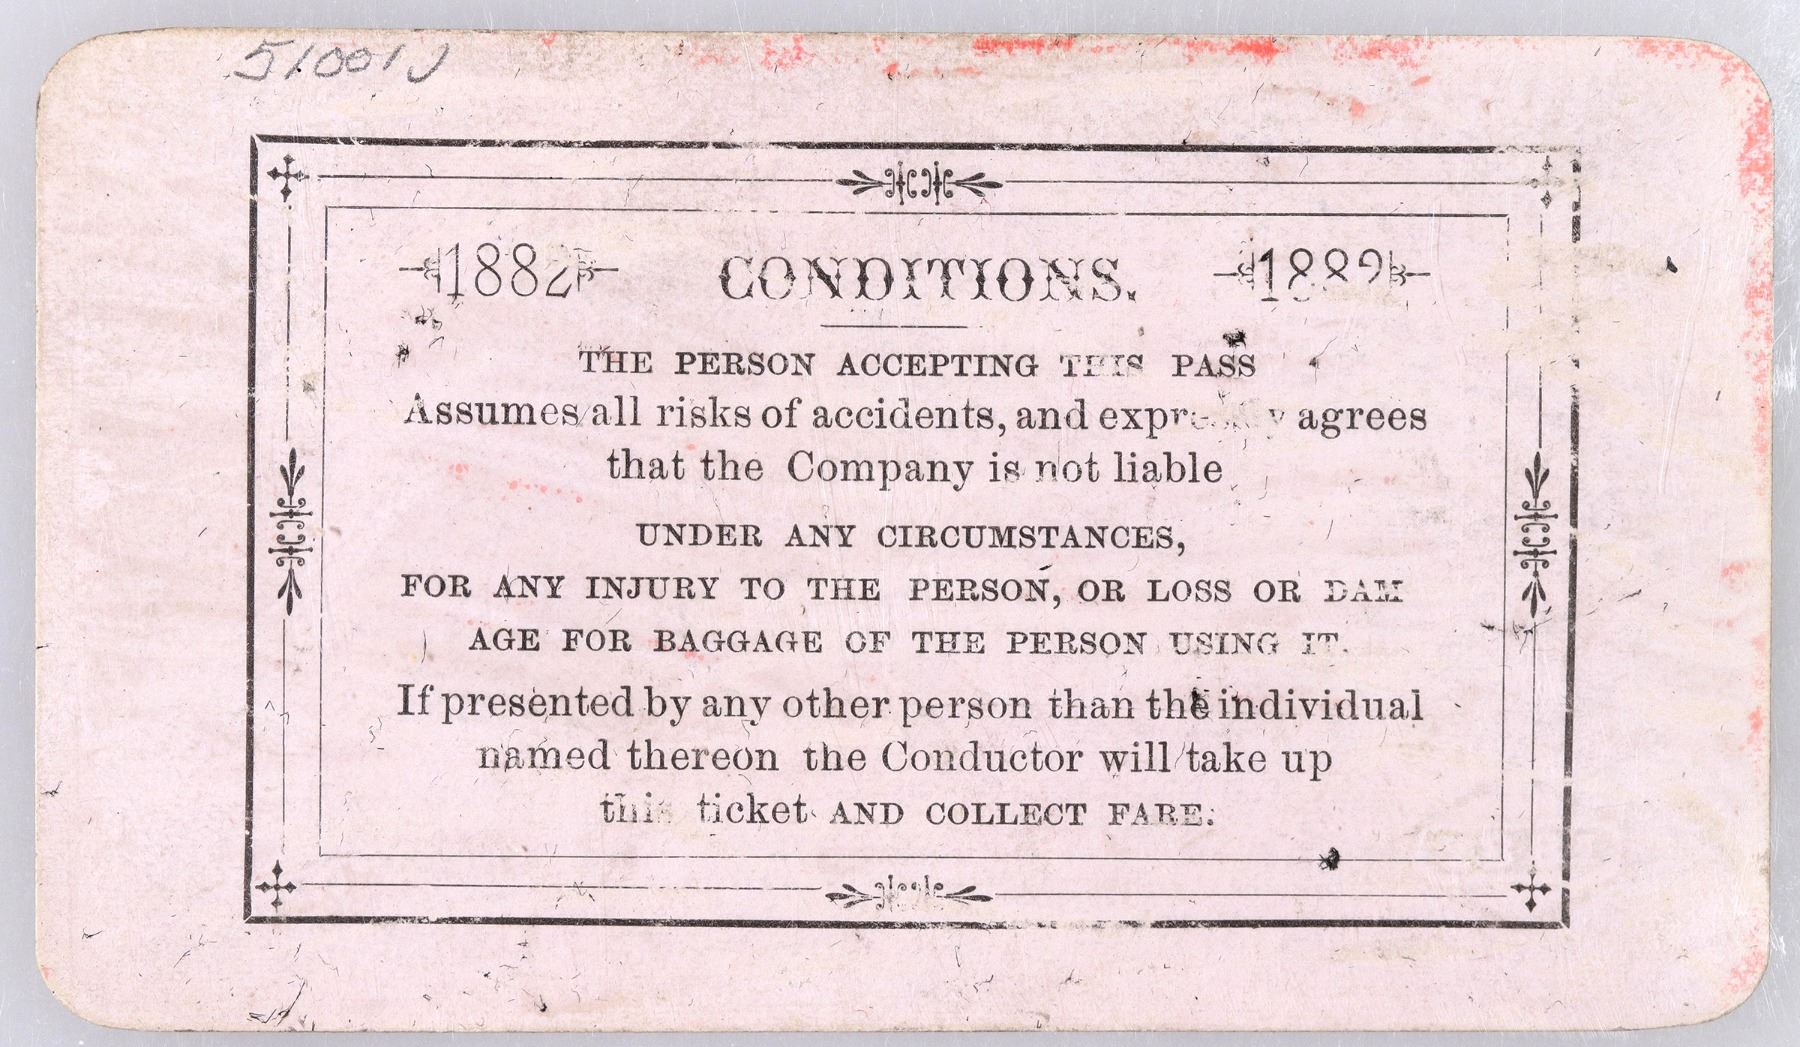 51001J
1882 CONDITIONS. 1882
THE PERSON ACCEPTING THIS PASS
Assumes all risks of accidents, and expressly agrees
that the Company is not liable
UNDER ANY CIRCUMSTANCES,
FOR ANY INJURY TO THE PERSON, OR LOSS OR DAM
AGE FOR BAGGAGE OF THE PERSON USING IT.
If presented by any other person than the individual
named thereon the Conductor will take up
this ticket AND COLLECT FARE.